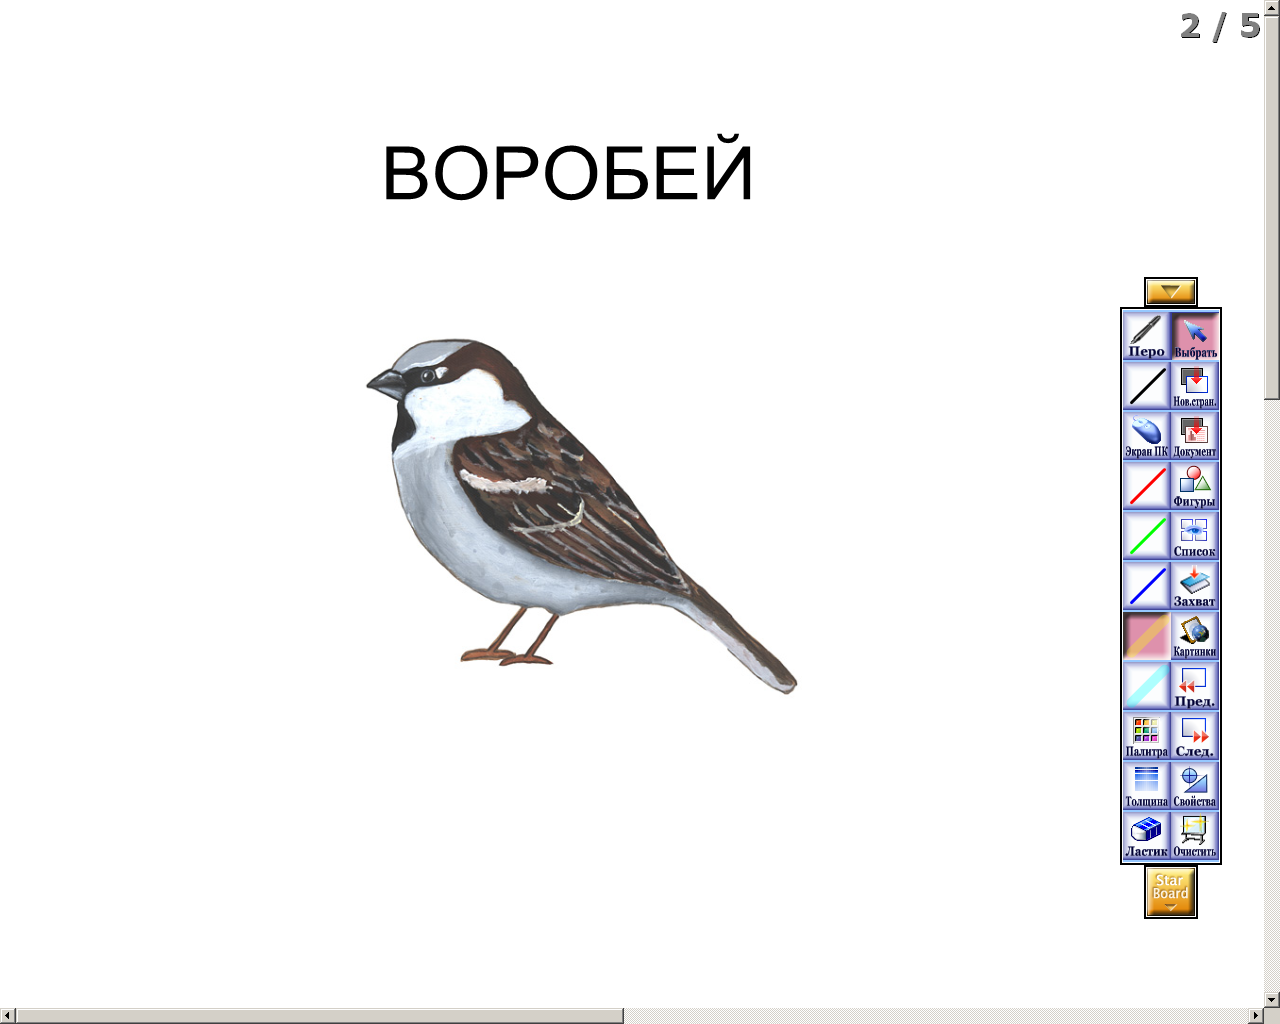 2 / 5
ВОРОБЕЙ
Перо Выбрать
Нов.стран.
Экран ПК Документ
Фигуры
Список
Захват
Картинки
Пред.
Палитра След.
Толщина Свойства
Ластик Очистить
Star
Board